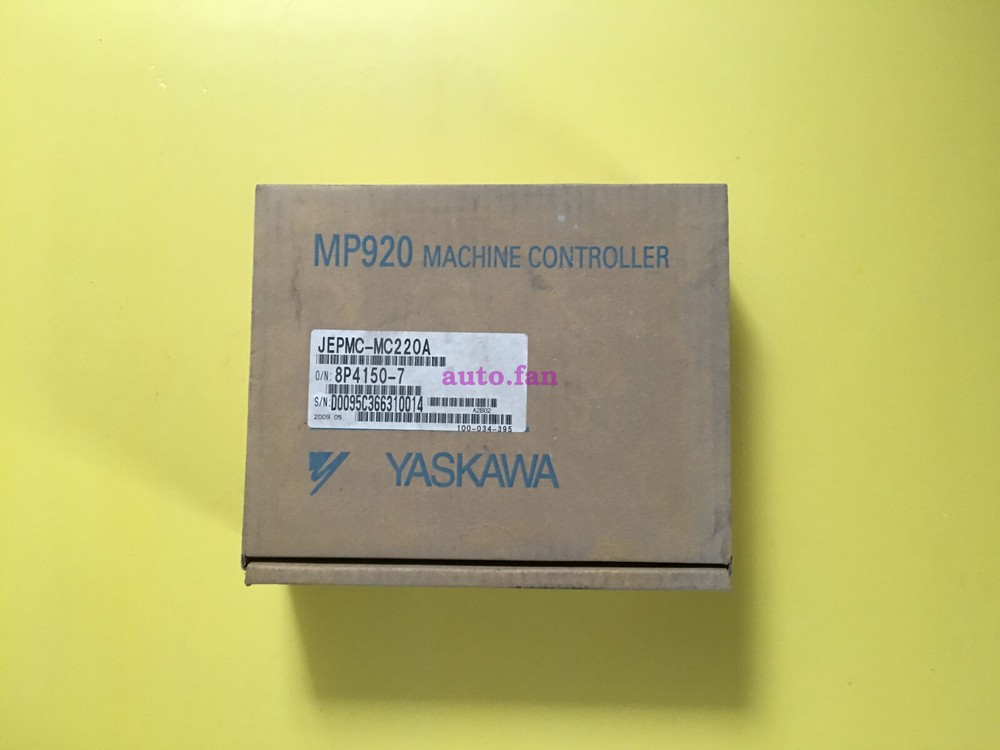 MP920 MACHINE CONTROLLER
JEPMC-MC220A
O/N: 8P4150-7
auto.fan
S/N: D0095C366310014
A2B02
2009.05
100-034-395
YASKAWA